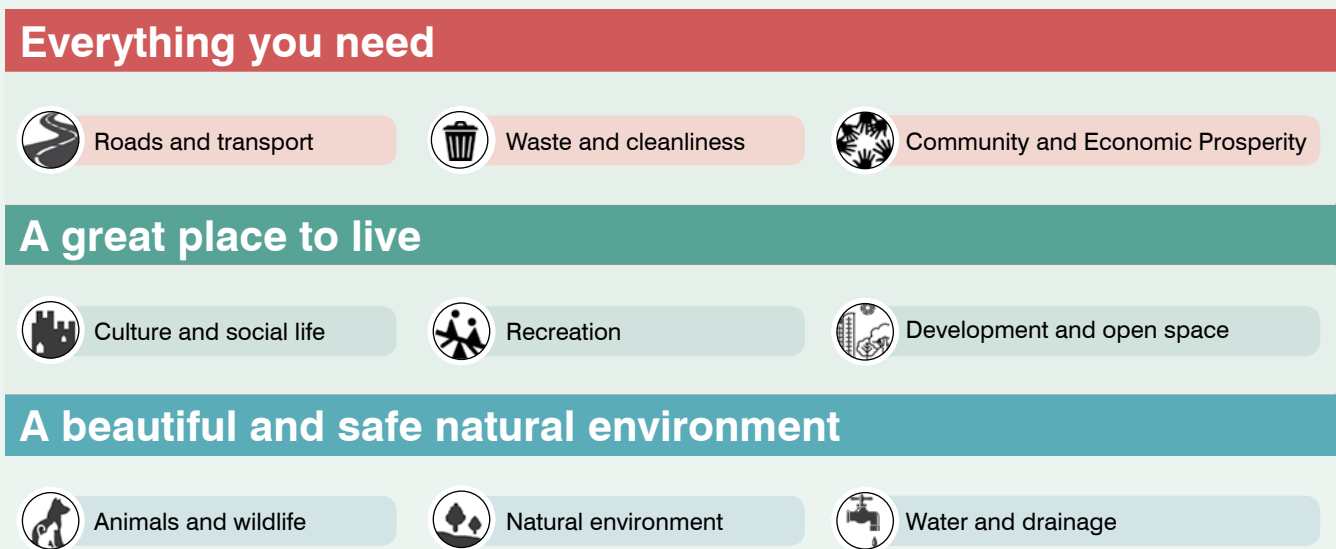 Everything you need
Roads and transport
Waste and cleanliness
Community and Economic Prosperity
A great place to live
Culture and social life
Recreation
Development and open space
A beautiful and safe natural environment
Animals and wildlife
Natural environment
Water and drainage